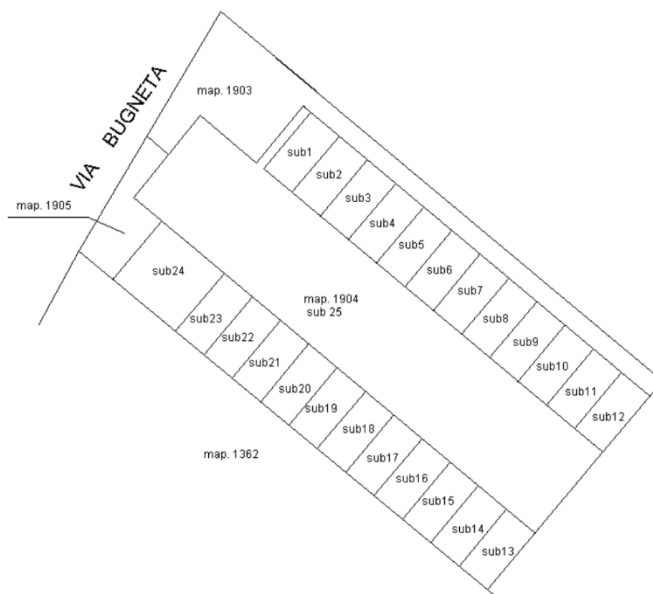 VIA BUGNETA
map. 1903
map. 1905
sub1
sub2
sub3
sub4
sub5
sub6
sub7
sub8
sub9
sub10
sub11
sub12
map. 1904
sub 25
sub24
sub23
sub22
sub21
sub20
sub19
sub18
sub17
sub16
sub15
sub14
sub13
map. 1362